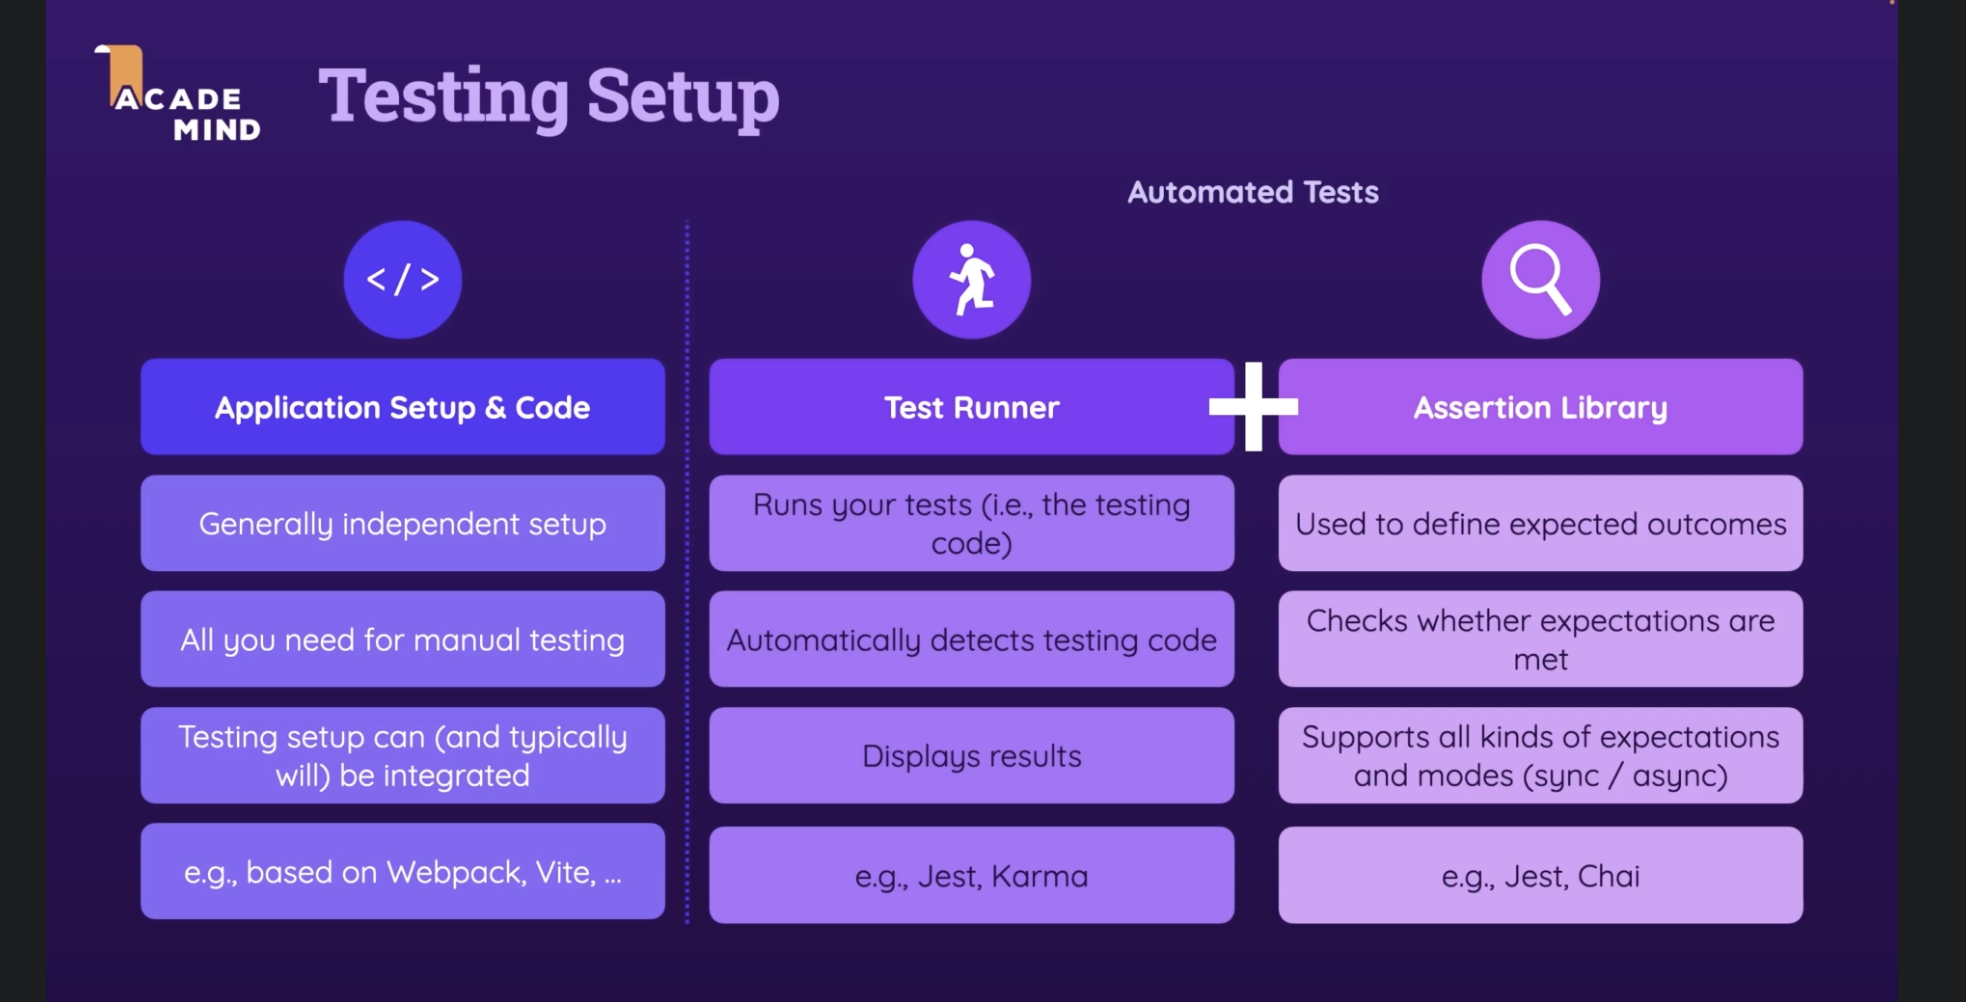 ACADE
MIND
Testing Setup
Automated Tests
</>
Application Setup & Code
Generally independent setup
All you need for manual testing
Testing setup can (and typically
will) be integrated
e.g., based on Webpack, Vite, ...
Test Runner
Runs your tests (i.e., the testing
code)
Automatically detects testing code
Displays results
e.g., Jest, Karma
+
Assertion Library
Used to define expected outcomes
Checks whether expectations are
met
Supports all kinds of expectations
and modes (sync / async)
e.g., Jest, Chai